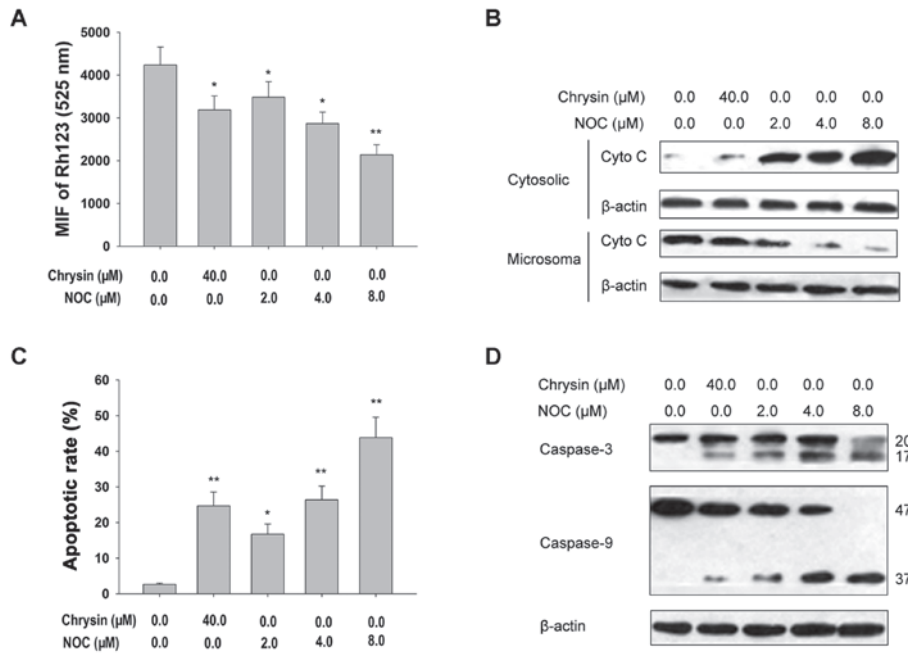 A
MIF of Rh123 (525 nm)
5000
4000
3000
2000
1000
0
*
*
*
**
Chrysin (µM) 0.0 40.0 0.0 0.0 0.0
NOC (µM) 0.0 0.0 2.0 4.0 8.0
B
Chrysin (µM) 0.0 40.0 0.0 0.0 0.0
NOC (µM) 0.0 0.0 2.0 4.0 8.0
Cytosolic
Cyto C
β-actin
Microsoma
Cyto C
β-actin
C
Apoptotic rate (%)
60
50
40
30
20
10
0
**
*
**
**
Chrysin (µM) 0.0 40.0 0.0 0.0 0.0
NOC (µM) 0.0 0.0 2.0 4.0 8.0
D
Chrysin (µM) 0.0 40.0 0.0 0.0 0.0
NOC (µM) 0.0 0.0 2.0 4.0 8.0
Caspase-3
20
17
Caspase-9
47
37
β-actin